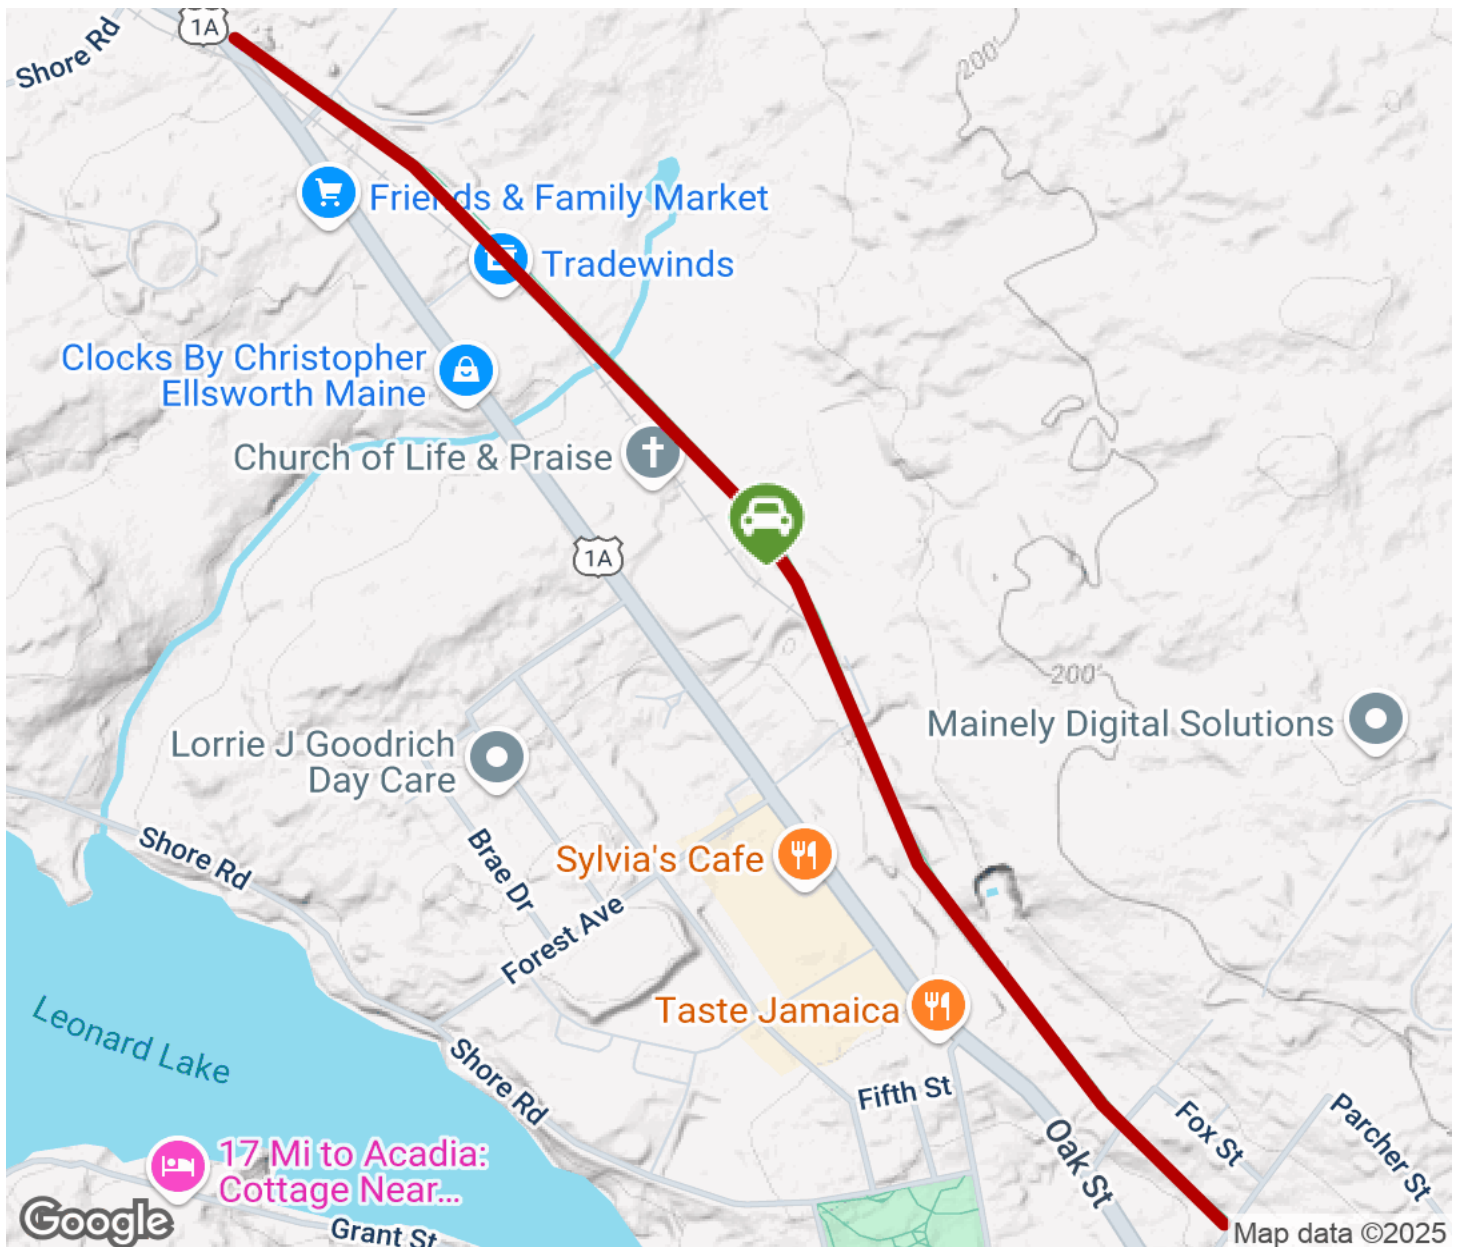 1A
Shore Rd
200'
Friends & Family Market
Tradewinds
Clocks By Christopher
Ellsworth Maine
Church of Life & Praise
1A
200'
Mainely Digital Solutions
Lorrie J Goodrich
Day Care
Shore Rd
Brae Dr
Sylvia's Cafe
Forest Ave
Taste Jamaica
Leonard Lake
Shore Rd
Fifth St
Oak St
Fox St
Parcher St
17 Mi to Acadia:
Cottage Near...
Grant St
Google
Map data ©2025